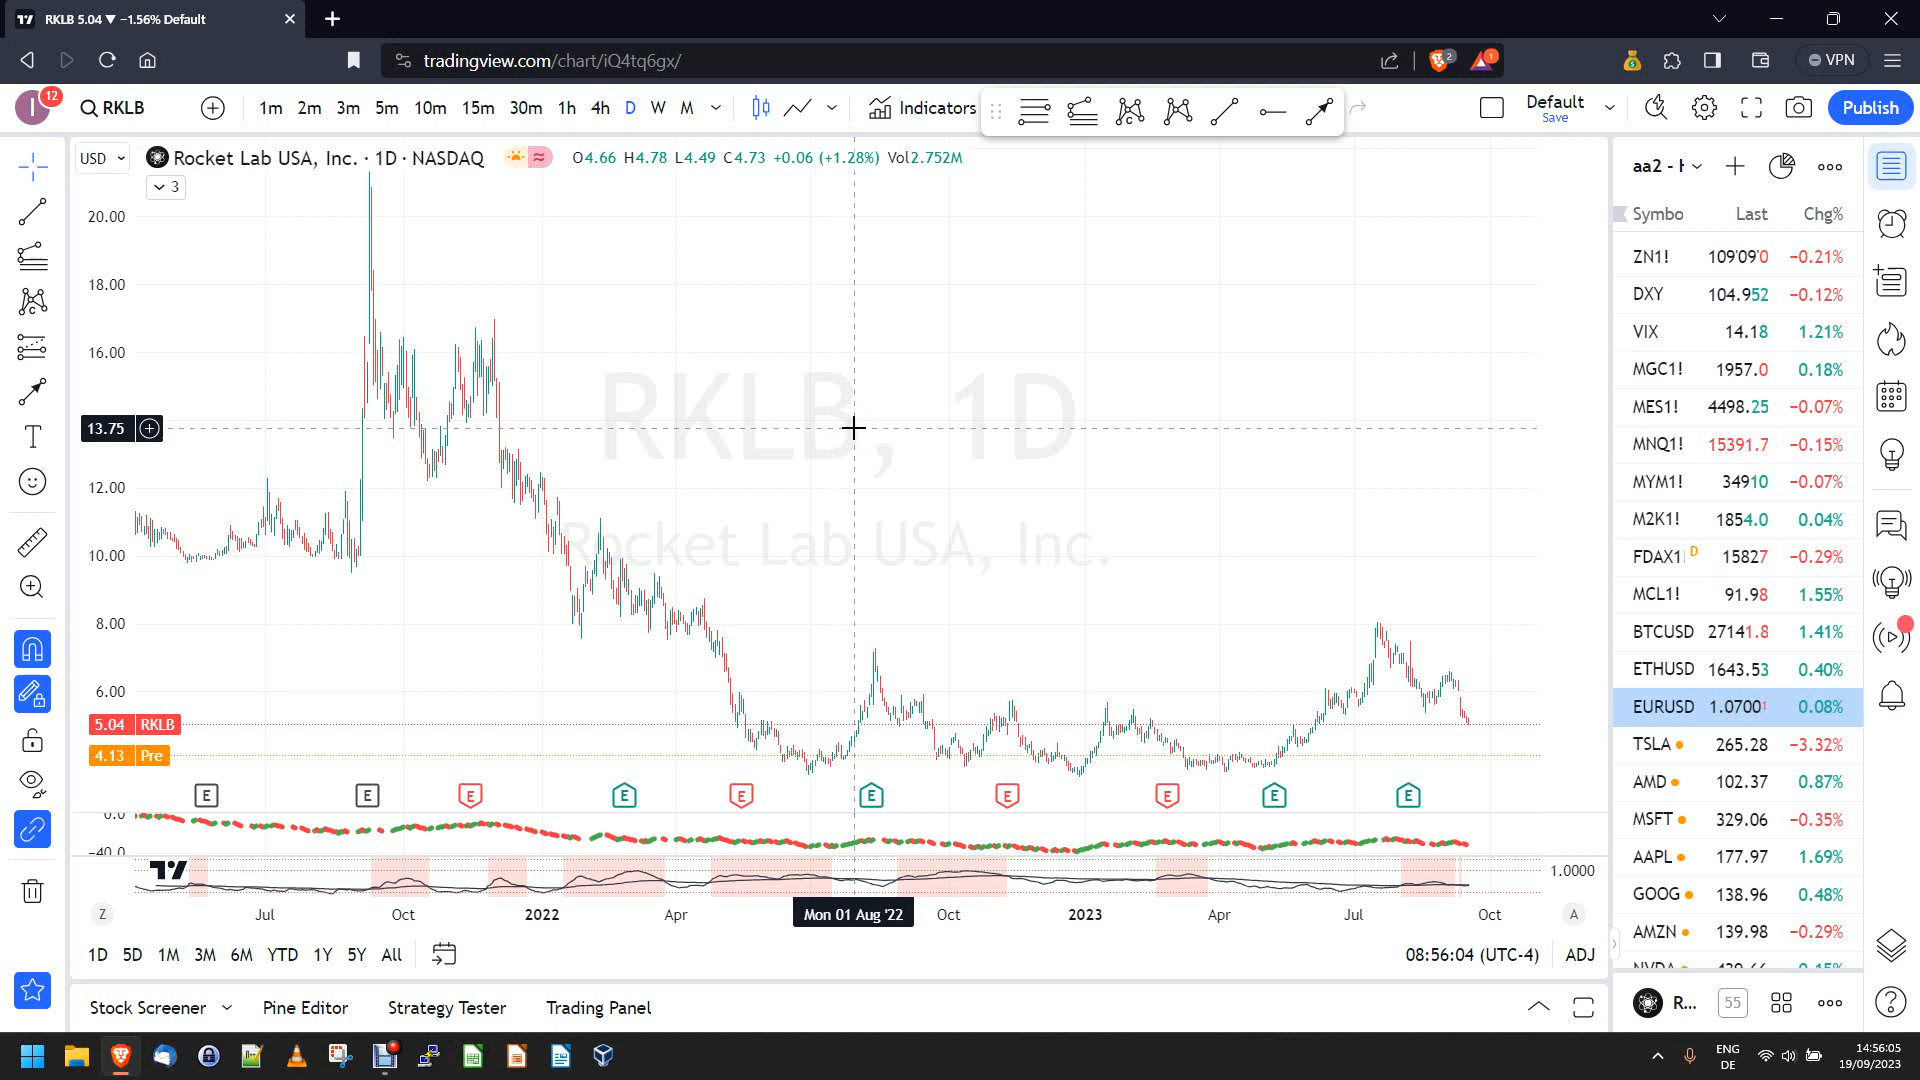 RKLB 5.04 ▼ −1.56% Default
tradingview.com/chart/iQ4tq6gx/
2
1
VPN
I
12
RKLB
1m 2m 3m 5m 10m 15m 30m 1h 4h D W M
Indicators
Default
Save
Publish
USD
Rocket Lab USA, Inc. · 1D · NASDAQ
O4.66 H4.78 L4.49 C4.73 +0.06 (+1.28%) Vol2.752M
3
RKLB, 1D
Rocket Lab USA, Inc.
20.00
18.00
16.00
13.75
12.00
10.00
8.00
6.00
5.04 RKLB
4.13 Pre
E E E E E E E E E E
0.0
−40.0
1.0000
Z
Jul Oct 2022 Apr Mon 01 Aug '22 Oct 2023 Apr Jul Oct
A
1D 5D 1M 3M 6M YTD 1Y 5Y All
08:56:04 (UTC-4) ADJ
Stock Screener Pine Editor Strategy Tester Trading Panel
aa2 - 
Symbo Last Chg%
ZN1! 109'09'0 −0.21%
DXY 104.952 −0.12%
VIX 14.18 1.21%
MGC1! 1957.0 0.18%
MES1! 4498.25 −0.07%
MNQ1! 15391.7 −0.15%
MYM1! 34910 −0.07%
M2K1! 1854.0 0.04%
FDAX1 D 15827 −0.29%
MCL1! 91.98 1.55%
BTCUSD 27141.8 1.41%
ETHUSD 1643.53 0.40%
EURUSD 1.0700¹ 0.08%
TSLA 265.28 −3.32%
AMD 102.37 0.87%
MSFT 329.06 −0.35%
AAPL 177.97 1.69%
GOOG 138.96 0.48%
AMZN 139.98 −0.29%
R... 55
ENG
DE
14:56:05
19/09/2023